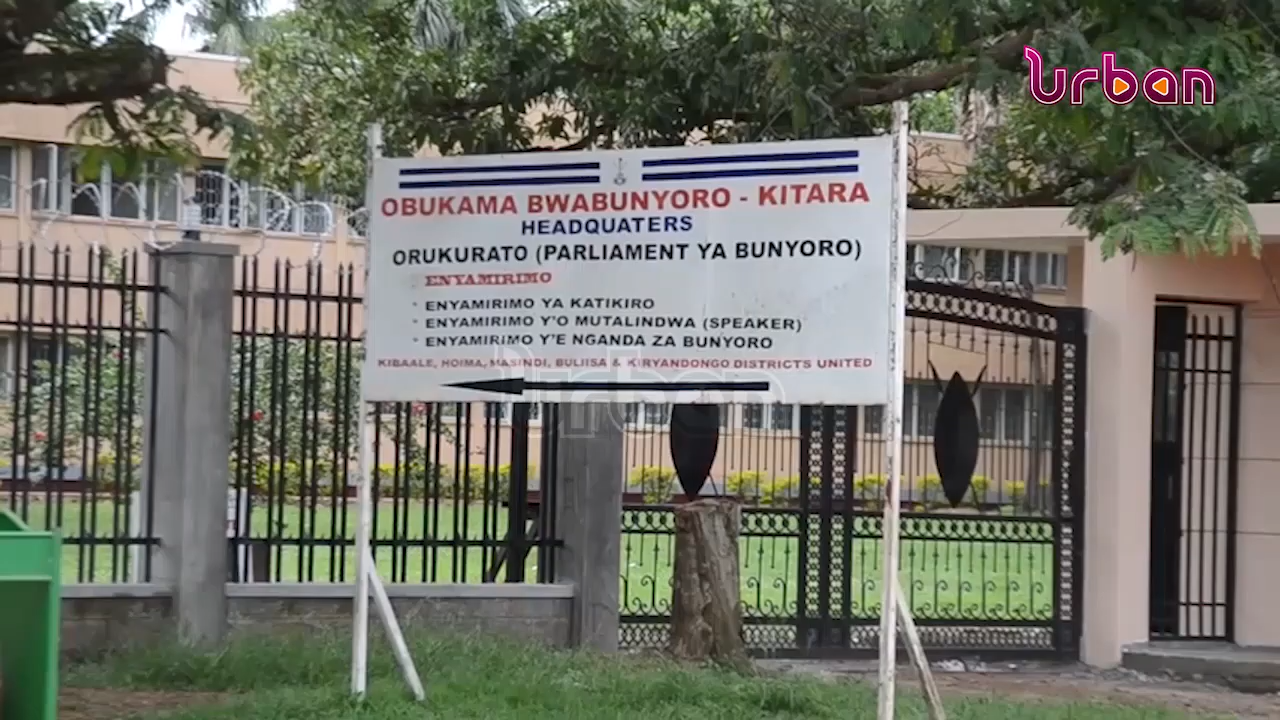 Urban
OBUKAMA BWABUNYORO - KITARA
HEADQUATERS
ORUKURATO (PARLIAMENT YA BUNYORO)
ENYAMIRIMO
* ENYAMIRIMO YA KATIKIRO
* ENYAMIRIMO Y'O MUTALINDWA (SPEAKER)
* ENYAMIRIMO Y'E NGANDA ZA BUNYORO
KIBAALE, HOIMA, MASINDI, BULIISA & KIRYANDONGO DISTRICTS UNITED
Urban